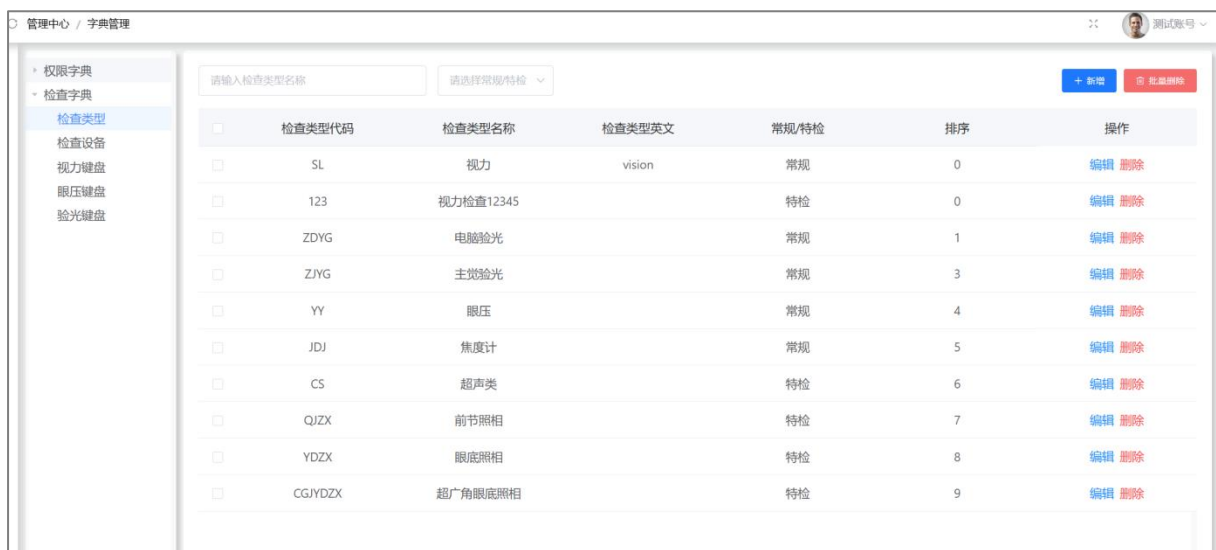 管理中心 / 字典管理
测试账号
权限字典
检查字典
检查类型
检查设备
视力键盘
眼压键盘
验光键盘
请输入检查类型名称 请选择常规/特检 + 新增 批量删除
检查类型代码 检查类型名称 检查类型英文 常规/特检 排序 操作
SL 视力 vision 常规 0 编辑 删除
123 视力检查12345 特检 0 编辑 删除
ZDYG 电脑验光 常规 1 编辑 删除
ZJYG 主觉验光 常规 3 编辑 删除
YY 眼压 常规 4 编辑 删除
JDJ 焦度计 常规 5 编辑 删除
CS 超声类 特检 6 编辑 删除
QJZX 前节照相 特检 7 编辑 删除
YDZX 眼底照相 特检 8 编辑 删除
CGJYDZX 超广角眼底照相 特检 9 编辑 删除